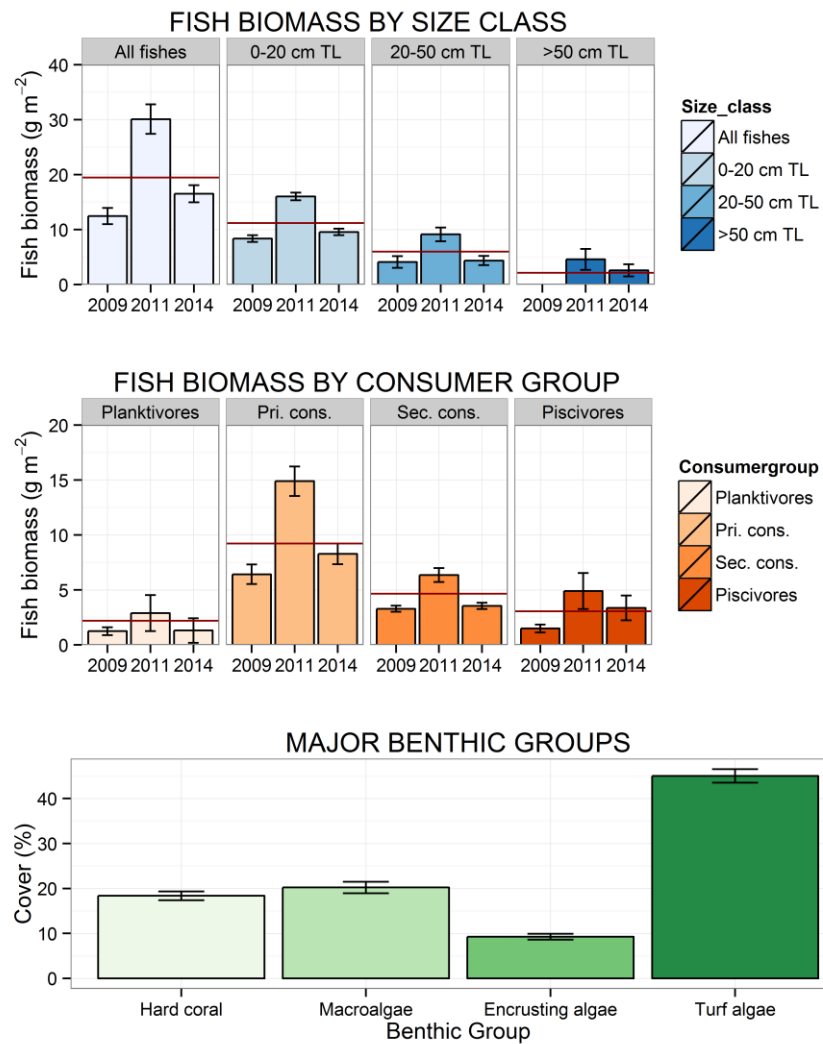 FISH BIOMASS BY SIZE CLASS
All fishes 0-20 cm TL 20-50 cm TL >50 cm TL
40
30
20
10
0
Fish biomass (g m⁻²)
2009 2011 2014 2009 2011 2014 2009 2011 2014 2009 2011 2014
Size_class
All fishes
0-20 cm TL
20-50 cm TL
>50 cm TL
FISH BIOMASS BY CONSUMER GROUP
Planktivores Pri. cons. Sec. cons. Piscivores
20
15
10
5
0
Fish biomass (g m⁻²)
2009 2011 2014 2009 2011 2014 2009 2011 2014 2009 2011 2014
Consumergroup
Planktivores
Pri. cons.
Sec. cons.
Piscivores
MAJOR BENTHIC GROUPS
40
30
20
10
0
Cover (%)
Hard coral Macroalgae Encrusting algae Turf algae
Benthic Group